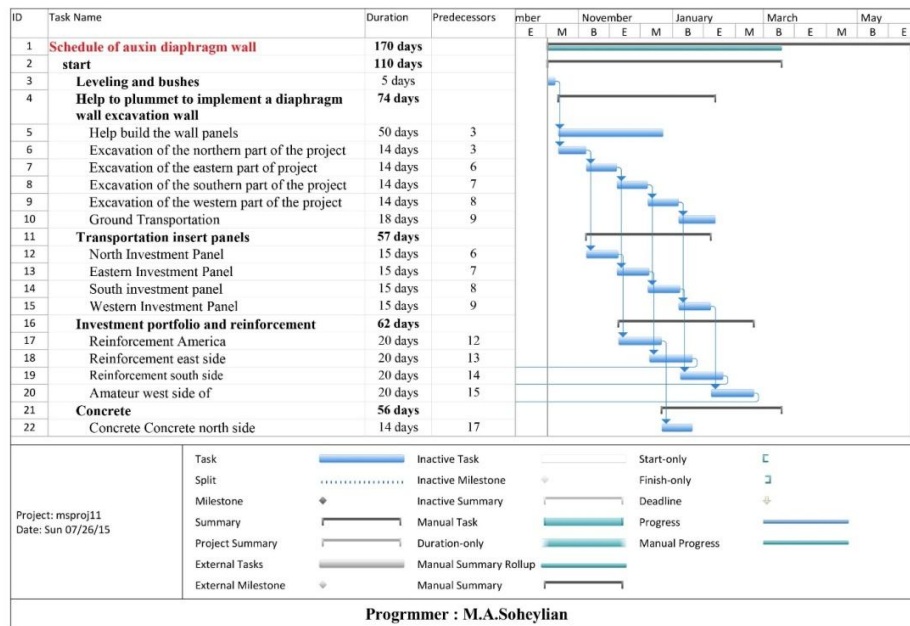 ID Task Name Duration Predecessors mber November January March May
E M B E M B E M B E M B E
1 Schedule of auxin diaphragm wall 170 days
2 start 110 days
3 Leveling and bushes 5 days
4 Help to plummet to implement a diaphragm 74 days
wall excavation wall
5 Help build the wall panels 50 days 3
6 Excavation of the northern part of the project 14 days 3
7 Excavation of the eastern part of project 14 days 6
8 Excavation of the southern part of the project 14 days 7
9 Excavation of the western part of the project 14 days 8
10 Ground Transportation 18 days 9
11 Transportation insert panels 57 days
12 North Investment Panel 15 days 6
13 Eastern Investment Panel 15 days 7
14 South investment panel 15 days 8
15 Western Investment Panel 15 days 9
16 Investment portfolio and reinforcement 62 days
17 Reinforcement America 20 days 12
18 Reinforcement east side 20 days 13
19 Reinforcement south side 20 days 14
20 Amateur west side of 20 days 15
21 Concrete 56 days
22 Concrete Concrete north side 14 days 17
Project: msproj11
Date: Sun 07/26/15
Task Inactive Task Start-only
Split Inactive Milestone Finish-only
Milestone Inactive Summary Deadline
Summary Manual Task Progress
Project Summary Duration-only Manual Progress
External Tasks Manual Summary Rollup
External Milestone Manual Summary
Progrmmer : M.A.Soheylian